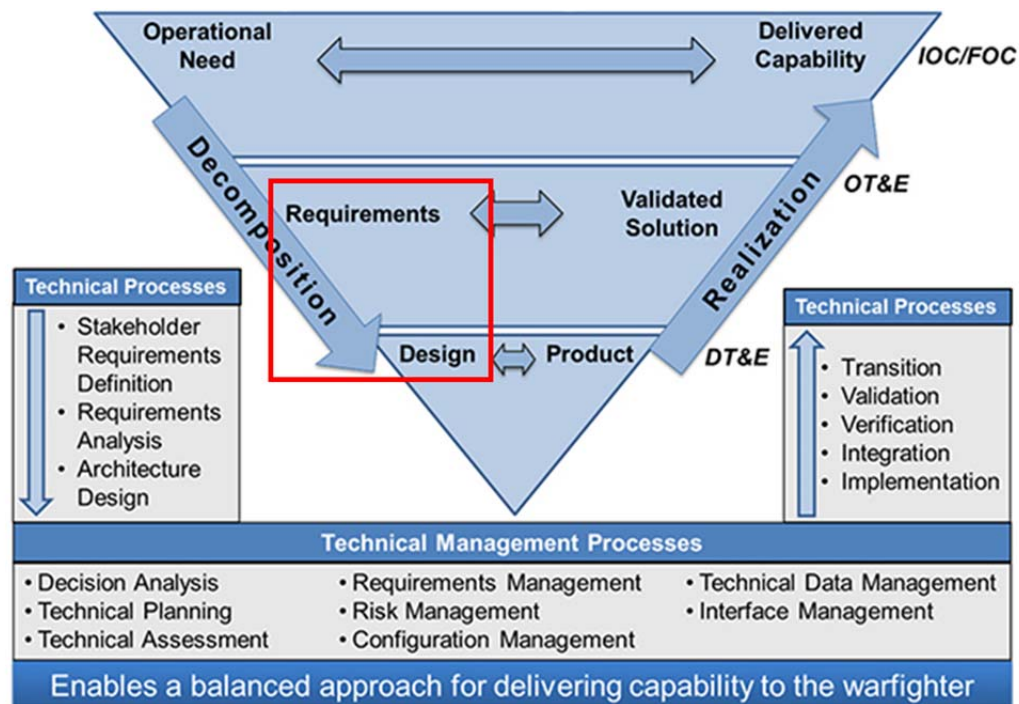 Operational
Need
Delivered
Capability
IOC/FOC
Decomposition
Requirements
Validated
Solution
Realization
OT&E
Design
Product
DT&E
Technical Processes
• Stakeholder
Requirements
Definition
• Requirements
Analysis
• Architecture
Design
Technical Processes
• Transition
• Validation
• Verification
• Integration
• Implementation
Technical Management Processes
• Decision Analysis
• Technical Planning
• Technical Assessment
• Requirements Management
• Risk Management
• Configuration Management
• Technical Data Management
• Interface Management
Enables a balanced approach for delivering capability to the warfighter